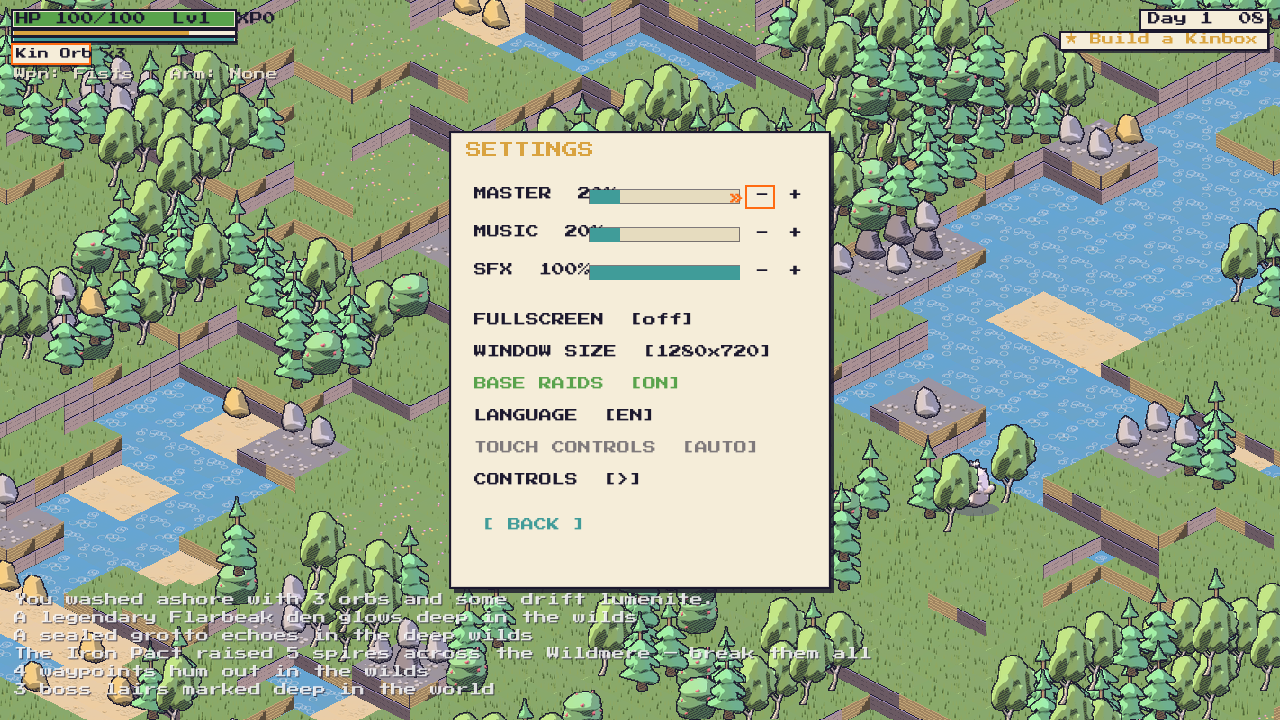 HP 100/100 Lv1 XP0
Day 1 08
★ Build a Kinbox
Kin Orb x3
Wpn: Fists Arm: None
SETTINGS
MASTER 20% » - +
MUSIC 20% - +
SFX 100% - +
FULLSCREEN [off]
WINDOW SIZE [1280x720]
BASE RAIDS [ON]
LANGUAGE [EN]
TOUCH CONTROLS [AUTO]
CONTROLS [>]
[ BACK ]
You washed ashore with 3 orbs and some drift lumenite.
A legendary Flarbeak den glows deep in the wilds
A sealed grotto echoes in the deep wilds
The Iron Pact raised 5 spires across the Wildmere — break them all
4 waypoints hum out in the wilds
3 boss lairs marked deep in the world